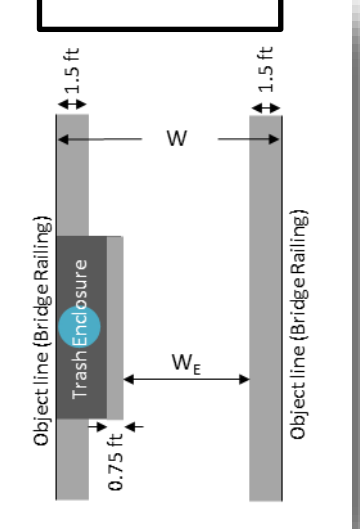 1.5 ft
1.5 ft
W
Object line (Bridge Railing)
Trash Enclosure
Object line (Bridge Railing)
WE
0.75 ft